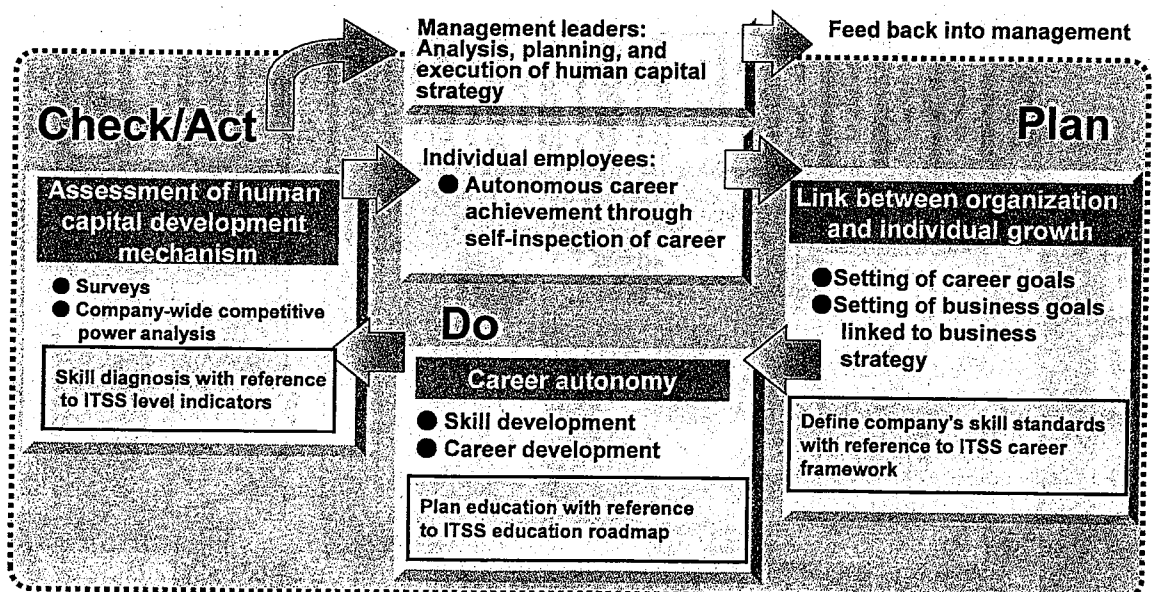 Management leaders:
Analysis, planning, and
execution of human capital
strategy
Feed back into management
Check/Act
Assessment of human
capital development
mechanism
● Surveys
● Company-wide competitive
power analysis
Skill diagnosis with reference
to ITSS level indicators
Individual employees:
● Autonomous career
achievement through
self-inspection of career
Do
Career autonomy
● Skill development
● Career development
Plan education with reference
to ITSS education roadmap
Plan
Link between organization
and individual growth
●Setting of career goals
●Setting of business goals
linked to business
strategy
Define company's skill standards
with reference to ITSS career
framework